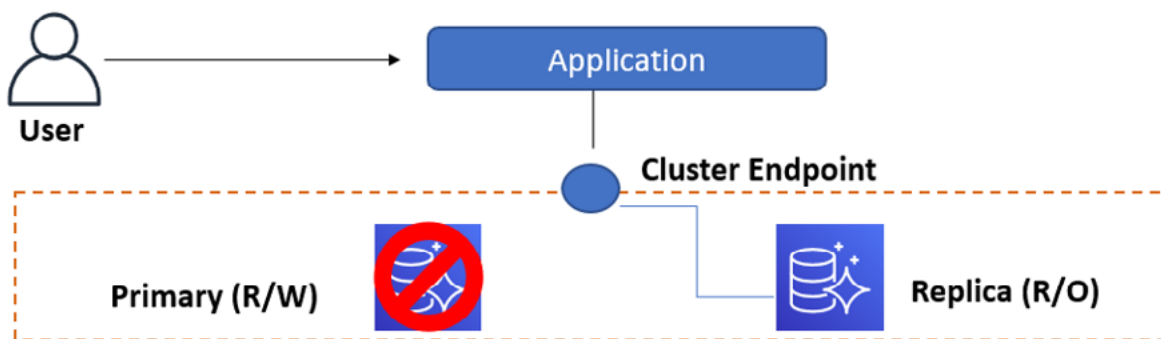 Application
User
Cluster Endpoint
Primary (R/W)
Replica (R/O)